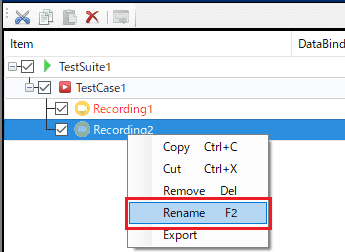 Item DataBind
TestSuite1
TestCase1
Recording1
Recording2
Copy Ctrl+C
Cut Ctrl+X
Remove Del
Rename F2
Export